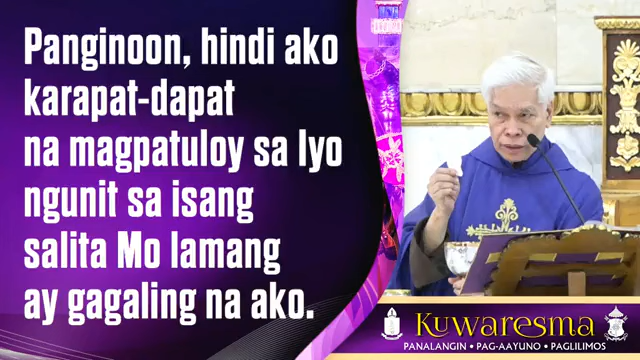 Panginoon, hindi ako
karapat-dapat
na magpatuloy sa Iyo
ngunit sa isang
salita Mo lamang
ay gagaling na ako.
Kuwaresma
PANALANGIN • PAG-AAYUNO • PAGLILIMOS